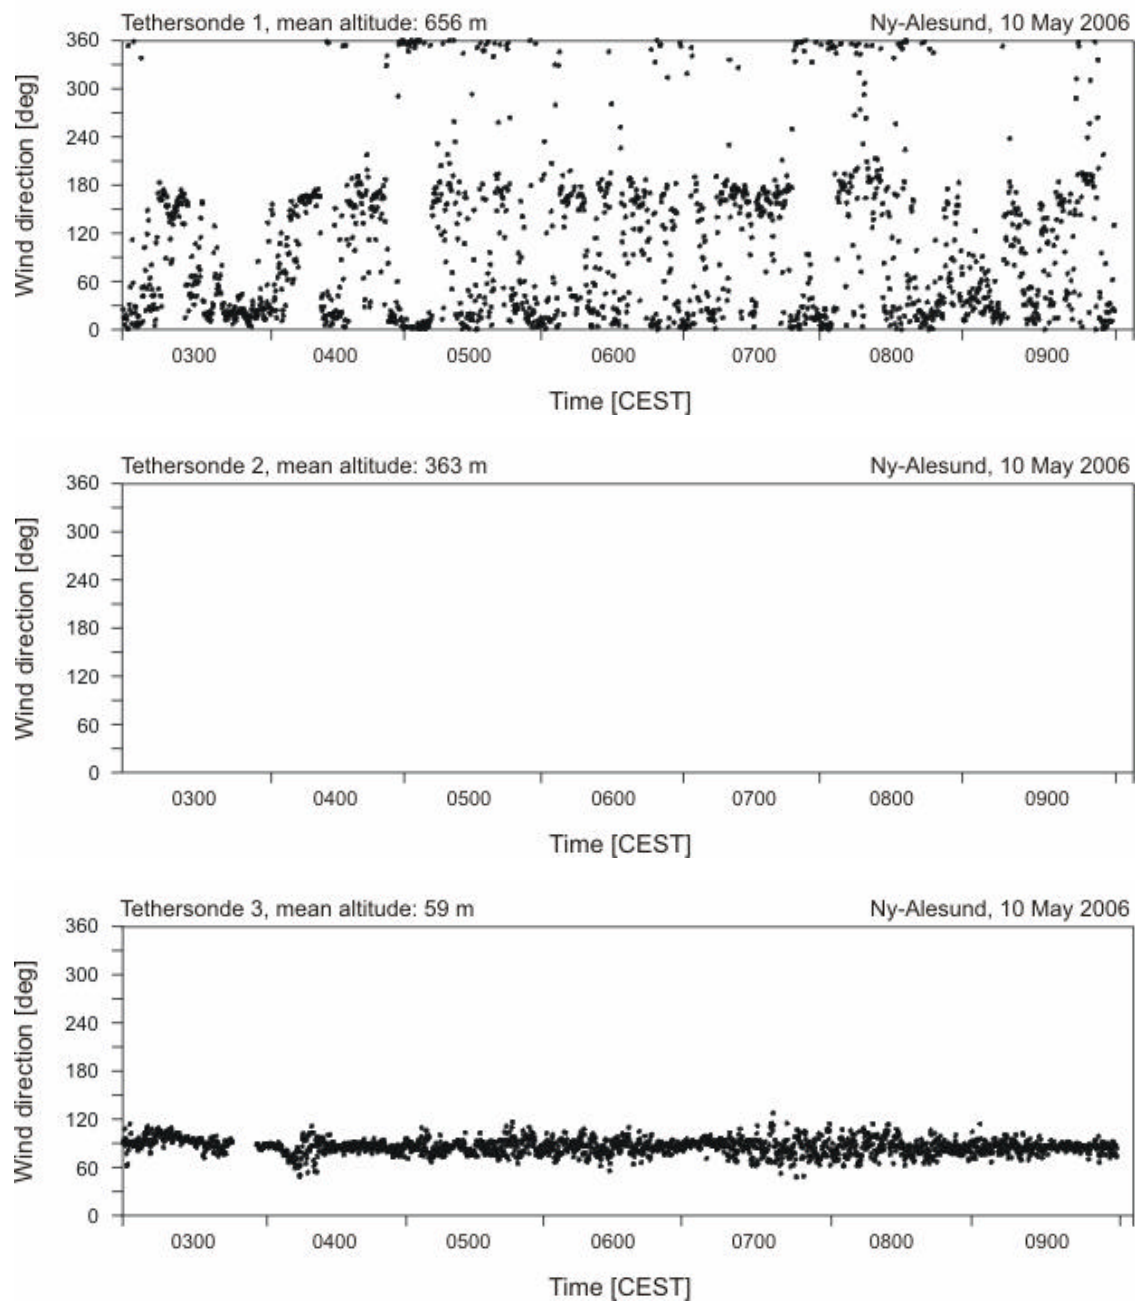 Tethersonde 1, mean altitude: 656 m Ny-Alesund, 10 May 2006
360
300
240
180
120
60
0
Wind direction [deg]
0300 0400 0500 0600 0700 0800 0900
Time [CEST]
Tethersonde 2, mean altitude: 363 m Ny-Alesund, 10 May 2006
360
300
240
180
120
60
0
Wind direction [deg]
0300 0400 0500 0600 0700 0800 0900
Time [CEST]
Tethersonde 3, mean altitude: 59 m Ny-Alesund, 10 May 2006
360
300
240
180
120
60
0
Wind direction [deg]
0300 0400 0500 0600 0700 0800 0900
Time [CEST]